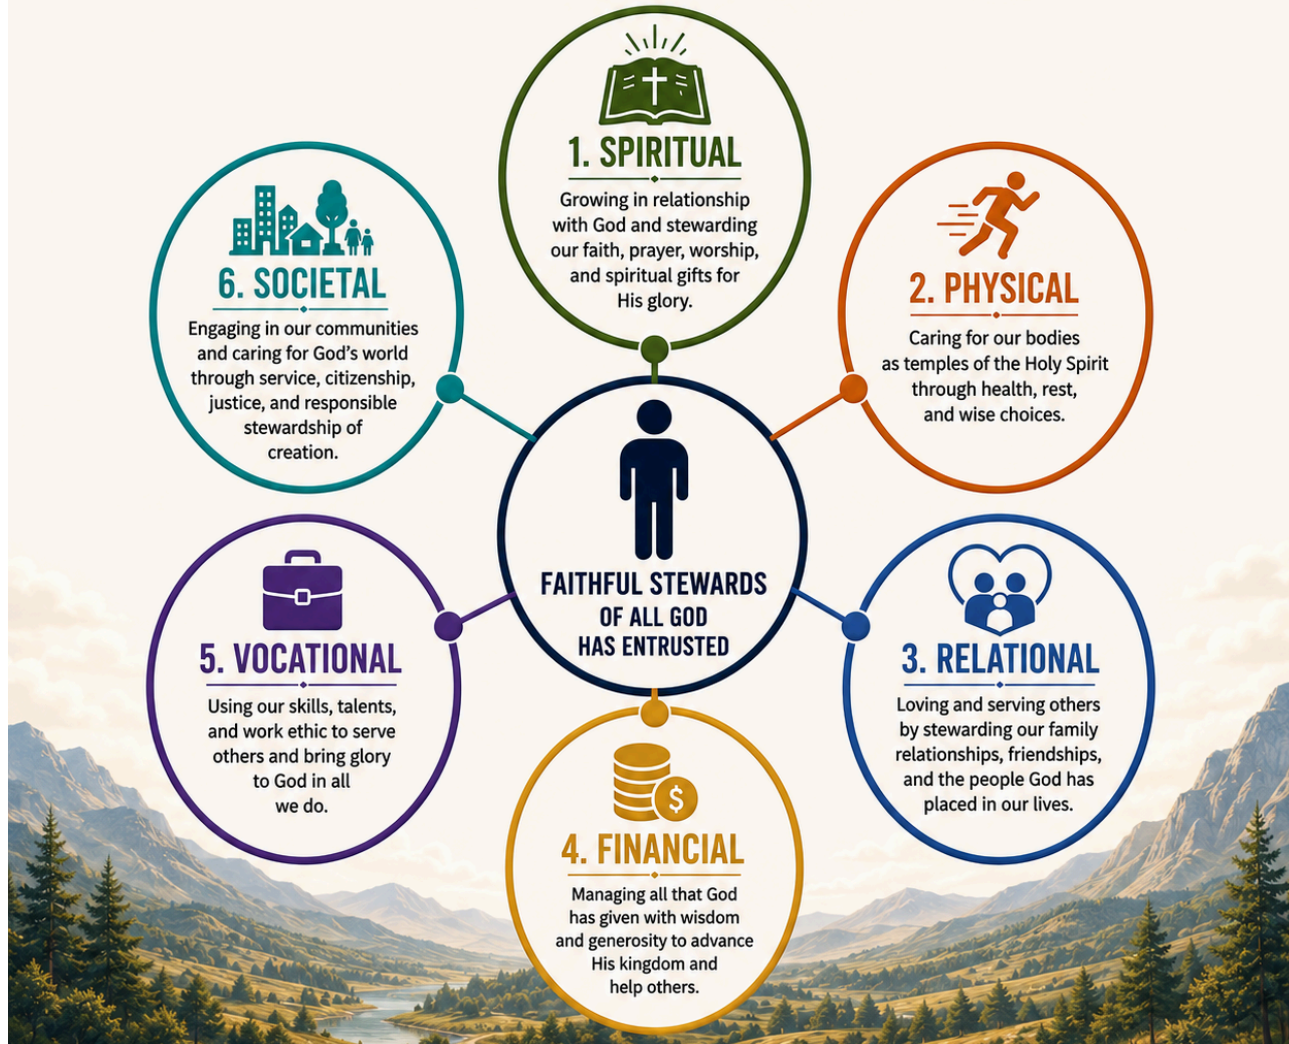 1. SPIRITUAL
Growing in relationship
with God and stewarding
our faith, prayer, worship,
and spiritual gifts for
His glory.
2. PHYSICAL
Caring for our bodies
as temples of the Holy Spirit
through health, rest,
and wise choices.
3. RELATIONAL
Loving and serving others
by stewarding our family
relationships, friendships,
and the people God has
placed in our lives.
4. FINANCIAL
$
Managing all that God
has given with wisdom
and generosity to advance
His kingdom and
help others.
5. VOCATIONAL
Using our skills, talents,
and work ethic to serve
others and bring glory
to God in all
we do.
6. SOCIETAL
Engaging in our communities
and caring for God's world
through service, citizenship,
justice, and responsible
stewardship of
creation.
FAITHFUL STEWARDS
OF ALL GOD
HAS ENTRUSTED